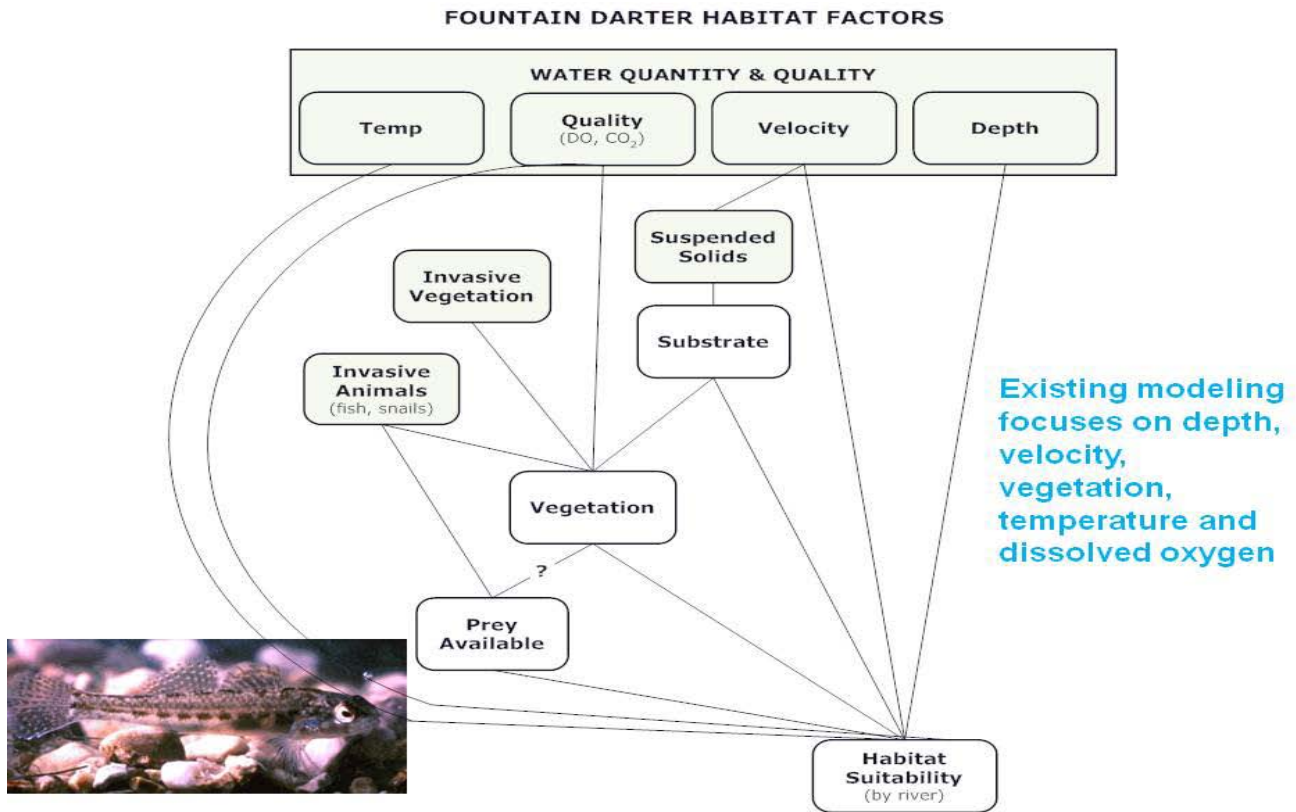 FOUNTAIN DARTER HABITAT FACTORS
WATER QUANTITY & QUALITY
Temp
Quality
(DO, CO₂)
Velocity
Depth
Suspended
Solids
Invasive
Vegetation
Substrate
Invasive
Animals
(fish, snails)
Existing modeling
focuses on depth,
velocity,
vegetation,
temperature and
dissolved oxygen
Vegetation
?
Prey
Available
Habitat
Suitability
(by river)